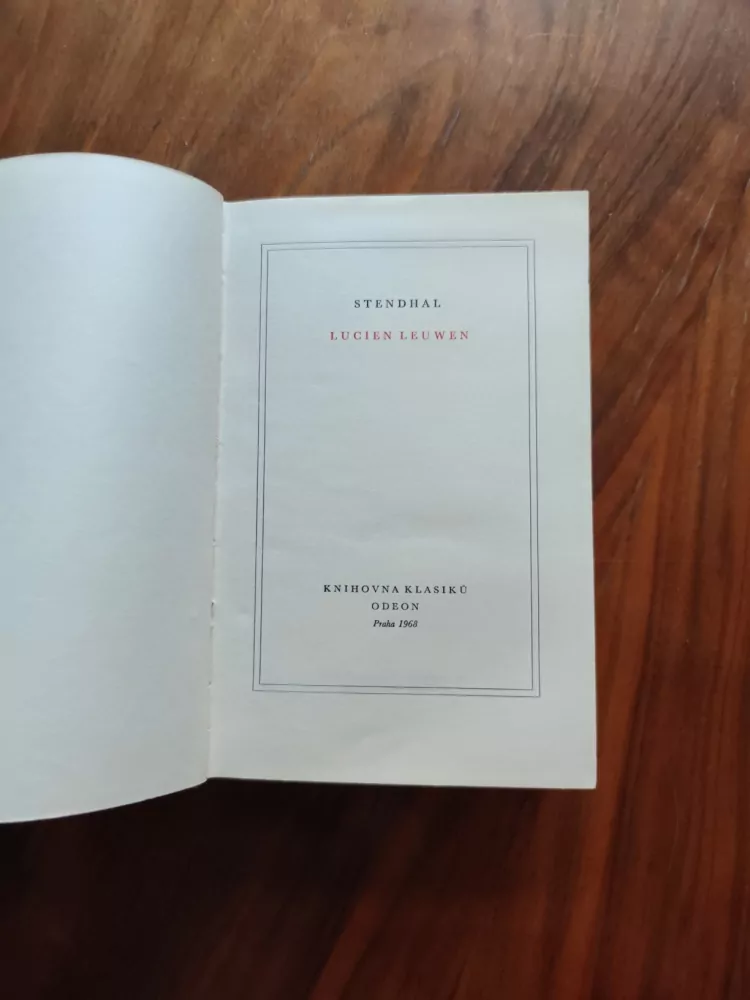 STENDHAL
LUCIEN LEUWEN
KNIHOVNA KLASIKŮ
ODEON
Praha 1968